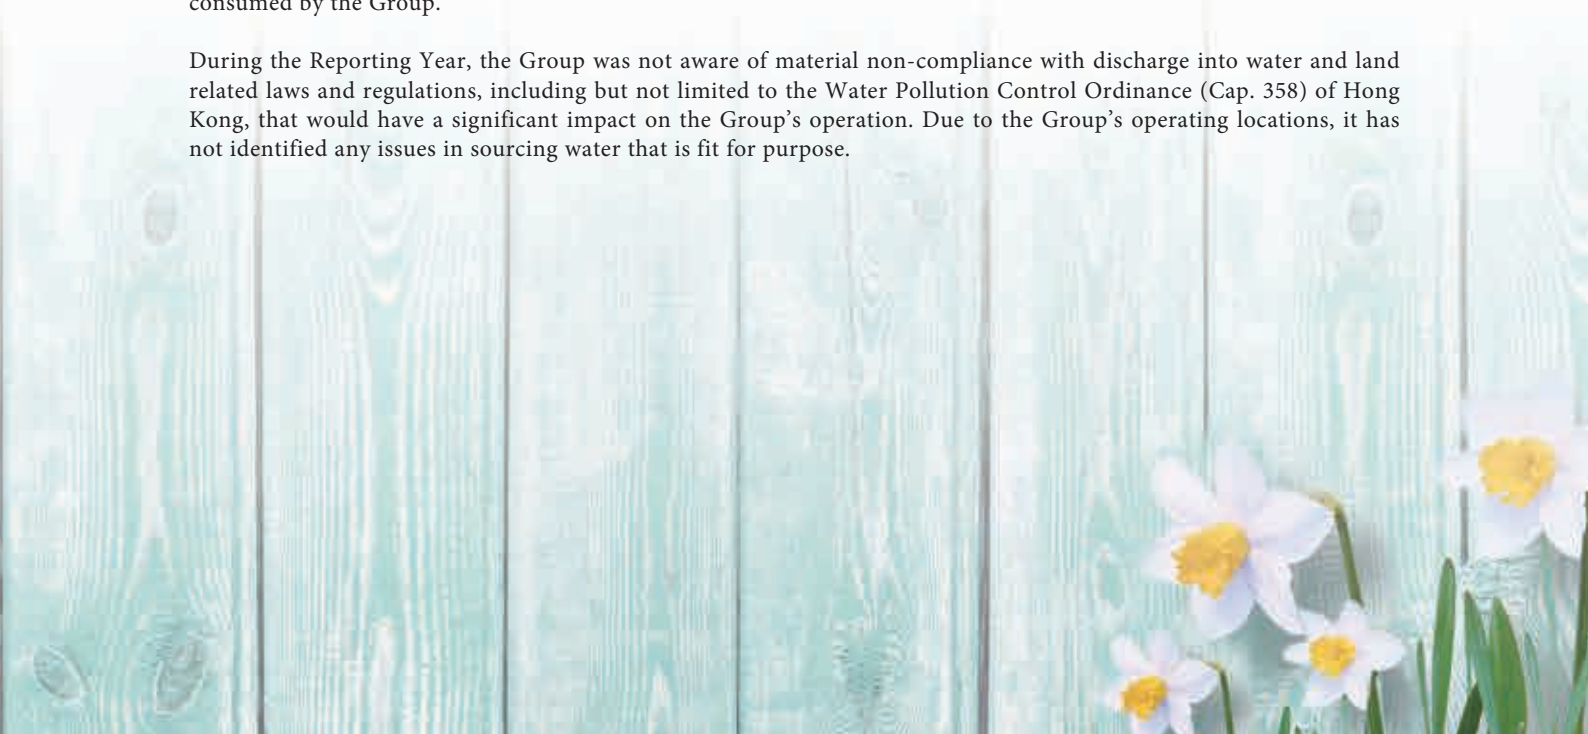 consumed by the Group.
During the Reporting Year, the Group was not aware of material non-compliance with discharge into water and land
related laws and regulations, including but not limited to the Water Pollution Control Ordinance (Cap. 358) of Hong
Kong, that would have a significant impact on the Group’s operation. Due to the Group’s operating locations, it has
not identified any issues in sourcing water that is fit for purpose.